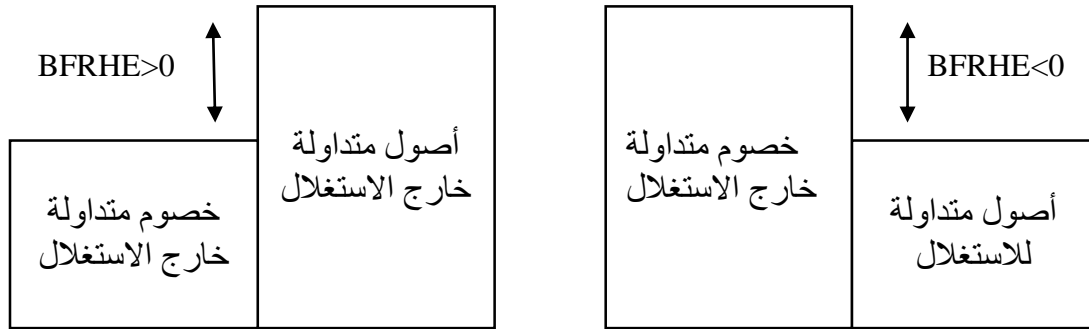 BFRHE>0
BFRHE<0
أصول متداولة
خارج الاستغلال
خصوم متداولة
خارج الاستغلال
خصوم متداولة
خارج الاستغلال
أصول متداولة
للاستغلال